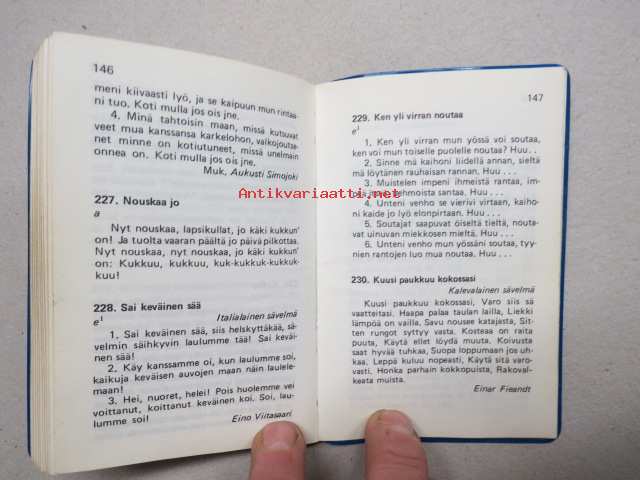 146
meni kiivaasti lyö, ja se kaipuun mun rintaa-
ni tuo. Koti mulla jos ois jne.
4. Minä tahtoisin maan, missä kutsuvat
veet mua kanssansa karkelohon, valkojoutse-
net minne on kotiutuneet, missä unelmain
onnea on. Koti mulla jos ois jne.
Muk. Aukusti Simojoki
227. Nouskaa jo
a
Nyt nouskaa, lapsikullat, jo käki kukkun'
on! Ja tuolta vaaran päältä jo päivä pilkottaa.
Nyt nouskaa, nyt nouskaa, jo käki kukkun'
on: Kukkuu, kukkuu, kuk-kukkuk-kukkuk-
kuu!
228. Sai keväinen sää
e¹ Italialainen sävelmä
1. Sai keväinen sää, siis helskyttäkää, sä-
velmin säihkyvin laulumme tää! Sai kevä-
inen sää!
2. Käy kanssamme oi, kun laulumme soi,
kaikuja keväisen auvojen maan näin laulele-
maan!
3. Hei, nuoret, helei! Pois huolemme vei
voittanut, koittanut keväinen koi. Soi, lau-
lumme soi!
Eino Viitasaari
147
229. Ken yli virran noutaa
e¹
1. Ken yli virran mun yössä voi soutaa,
ken voi mun toiselle puolelle noutaa? Huu . .
2. Sinne mä kaihoni liidellä annan, sieltä
mä löytänen rauhaisan rannan. Huu . . .
3. Muistelen impeni ihmeistä rantaa, im-
Huu . . .
4. Unteni venho se vierivi virtaan, kaiho-
ni kaide jo lyö elonpirtaan. Huu . . .
5. Soutajat saapuvat öiseltä tieltä, nouta-
vat uinuvan miekkosen mieltä. Huu . . .
6. Unteni venho mun yössäni soutaa, tyy-
nien rantojen luo mua noutaa. Huu . . .
230. Kuusi paukkuu kokossasi
Kalevalainen sävelmä
Kuusi paukkuu kokossasi, Varo siis sä
vaatteitasi. Haapa palaa taulan lailla, Liekki
lämpöä on vailla, Savu nousee katajasta, Sit-
ten rungot syttyy vasta. Kosteaa on raita
puuta, Käytä ellet löydä muuta. Koivusta
saat hyvää tuhkaa, Suopa loppumaan jos uh-
kaa, Leppä kuluu nopeasti, Käytä sitä varo-
vasti. Honka parhain kokkopuista, Rakoval-
keata muista.
Einar Fieandt
Antikvariaatti.net